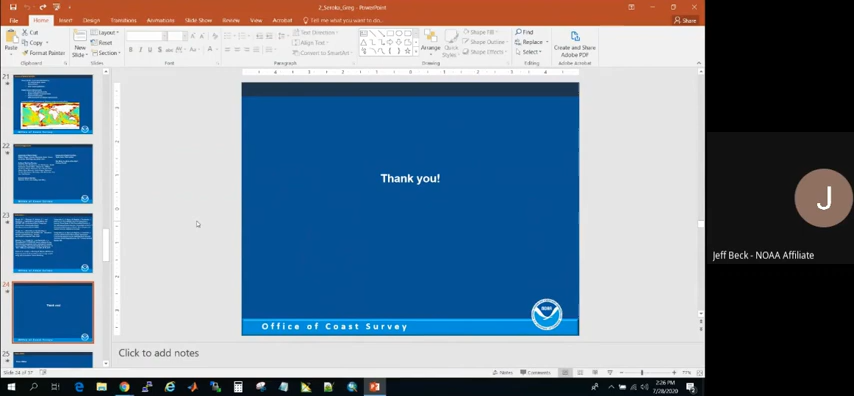 2_Seroka_Greg - PowerPoint
File
Home
Insert
Design
Transitions
Animations
Slide Show
Review
View
Acrobat
Tell me what you want to do...
Share
Paste
Cut
Copy
Format Painter
Clipboard
New
Slide
Layout
Reset
Section
Slides
Font
Text Direction
Align Text
Convert to SmartArt
Paragraph
Arrange
Quick
Styles
Shape Fill
Shape Outline
Shape Effects
Drawing
Find
Replace
Select
Editing
Create and Share
Adobe PDF
Adobe Acrobat
21
22
23
24
Thank you!
25
Thank you!
Office of Coast Survey
NOAA
Click to add notes
J
Jeff Beck - NOAA Affiliate
Slide 24 of 37
Notes
Comments
77%
2:26 PM
7/28/2020